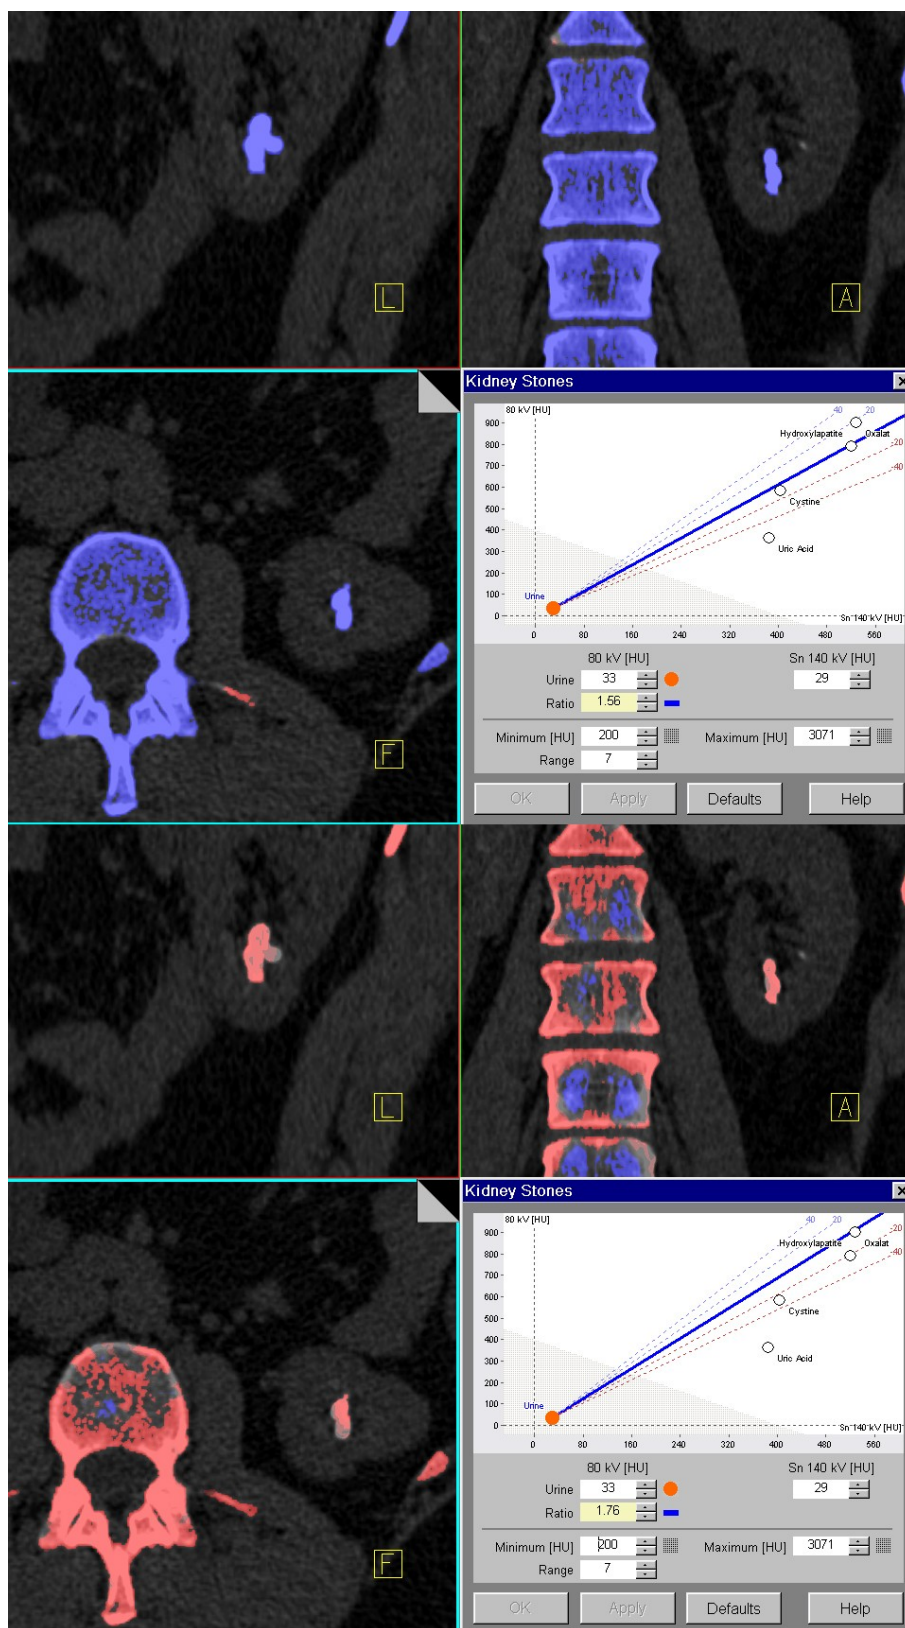 L
A
F
Kidney Stones
80 kV [HU]
40
20
900
Hydroxylapatite
Oxalat
800
-20
700
-40
600
Cystine
500
400
Uric Acid
300
200
100
Urine
0
Sn 140 kV [HU]
0 80 160 240 320 400 480 560
80 kV [HU] Sn 140 kV [HU]
Urine 33 29
Ratio 1.56
Minimum [HU] 200 Maximum [HU] 3071
Range 7
OK Apply Defaults Help
L
A
F
Kidney Stones
80 kV [HU]
40
20
900
Hydroxylapatite
Oxalat
-20
800
-40
700
600
Cystine
500
400
Uric Acid
300
200
100
Urine
0
Sn 140 kV [HU]
0 80 160 240 320 400 480 560
80 kV [HU] Sn 140 kV [HU]
Urine 33 29
Ratio 1.76
Minimum [HU] 200 Maximum [HU] 3071
Range 7
OK Apply Defaults Help